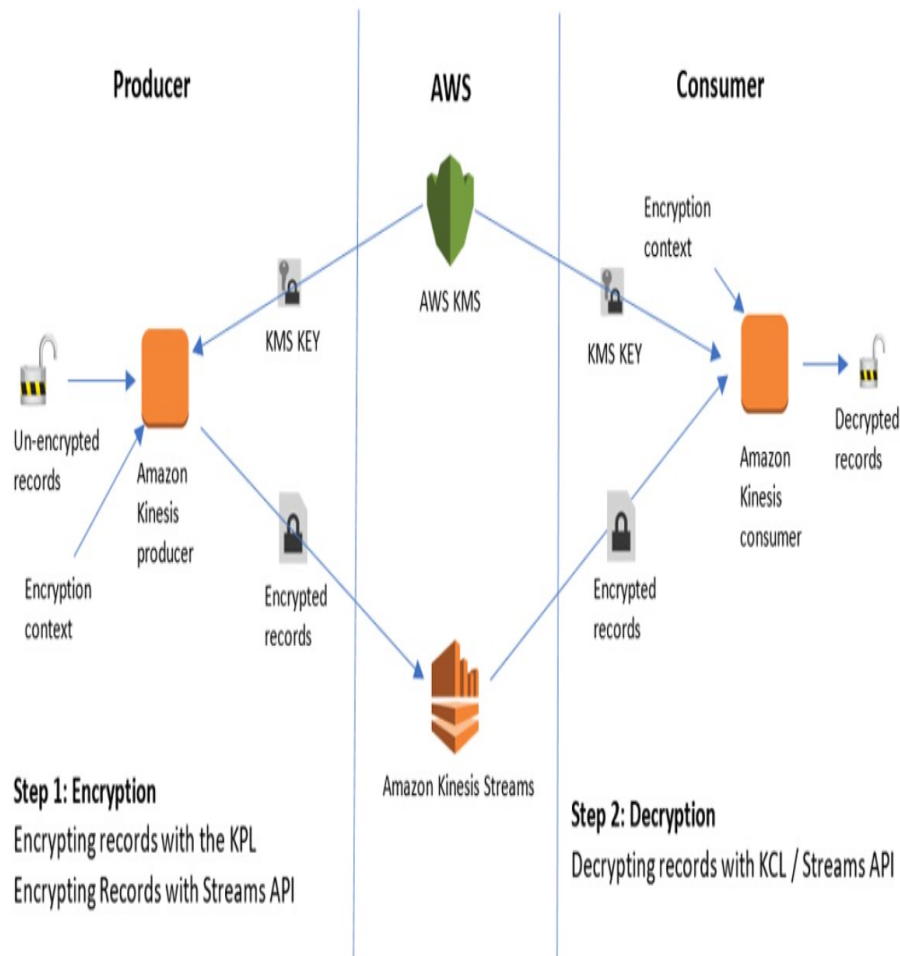 Producer
AWS
Consumer
Encryption
context
AWS KMS
KMS KEY
KMS KEY
Un-encrypted
records
Amazon
Kinesis
producer
Amazon
Kinesis
consumer
Decrypted
records
Encryption
context
Encrypted
records
Encrypted
records
Amazon Kinesis Streams
Step 1: Encryption
Encrypting records with the KPL
Encrypting Records with Streams API
Step 2: Decryption
Decrypting records with KCL / Streams API